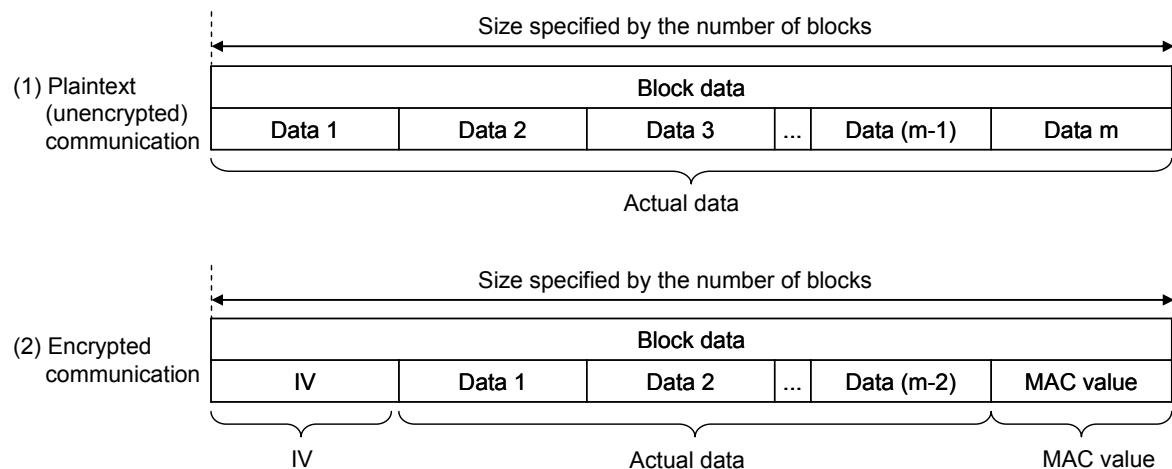 Size specified by the number of blocks
(1) Plaintext
(unencrypted)
communication
Block data
Data 1 Data 2 Data 3 ... Data (m-1) Data m
Actual data
Size specified by the number of blocks
(2) Encrypted
communication
Block data
IV Data 1 Data 2 ... Data (m-2) MAC value
IV Actual data MAC value